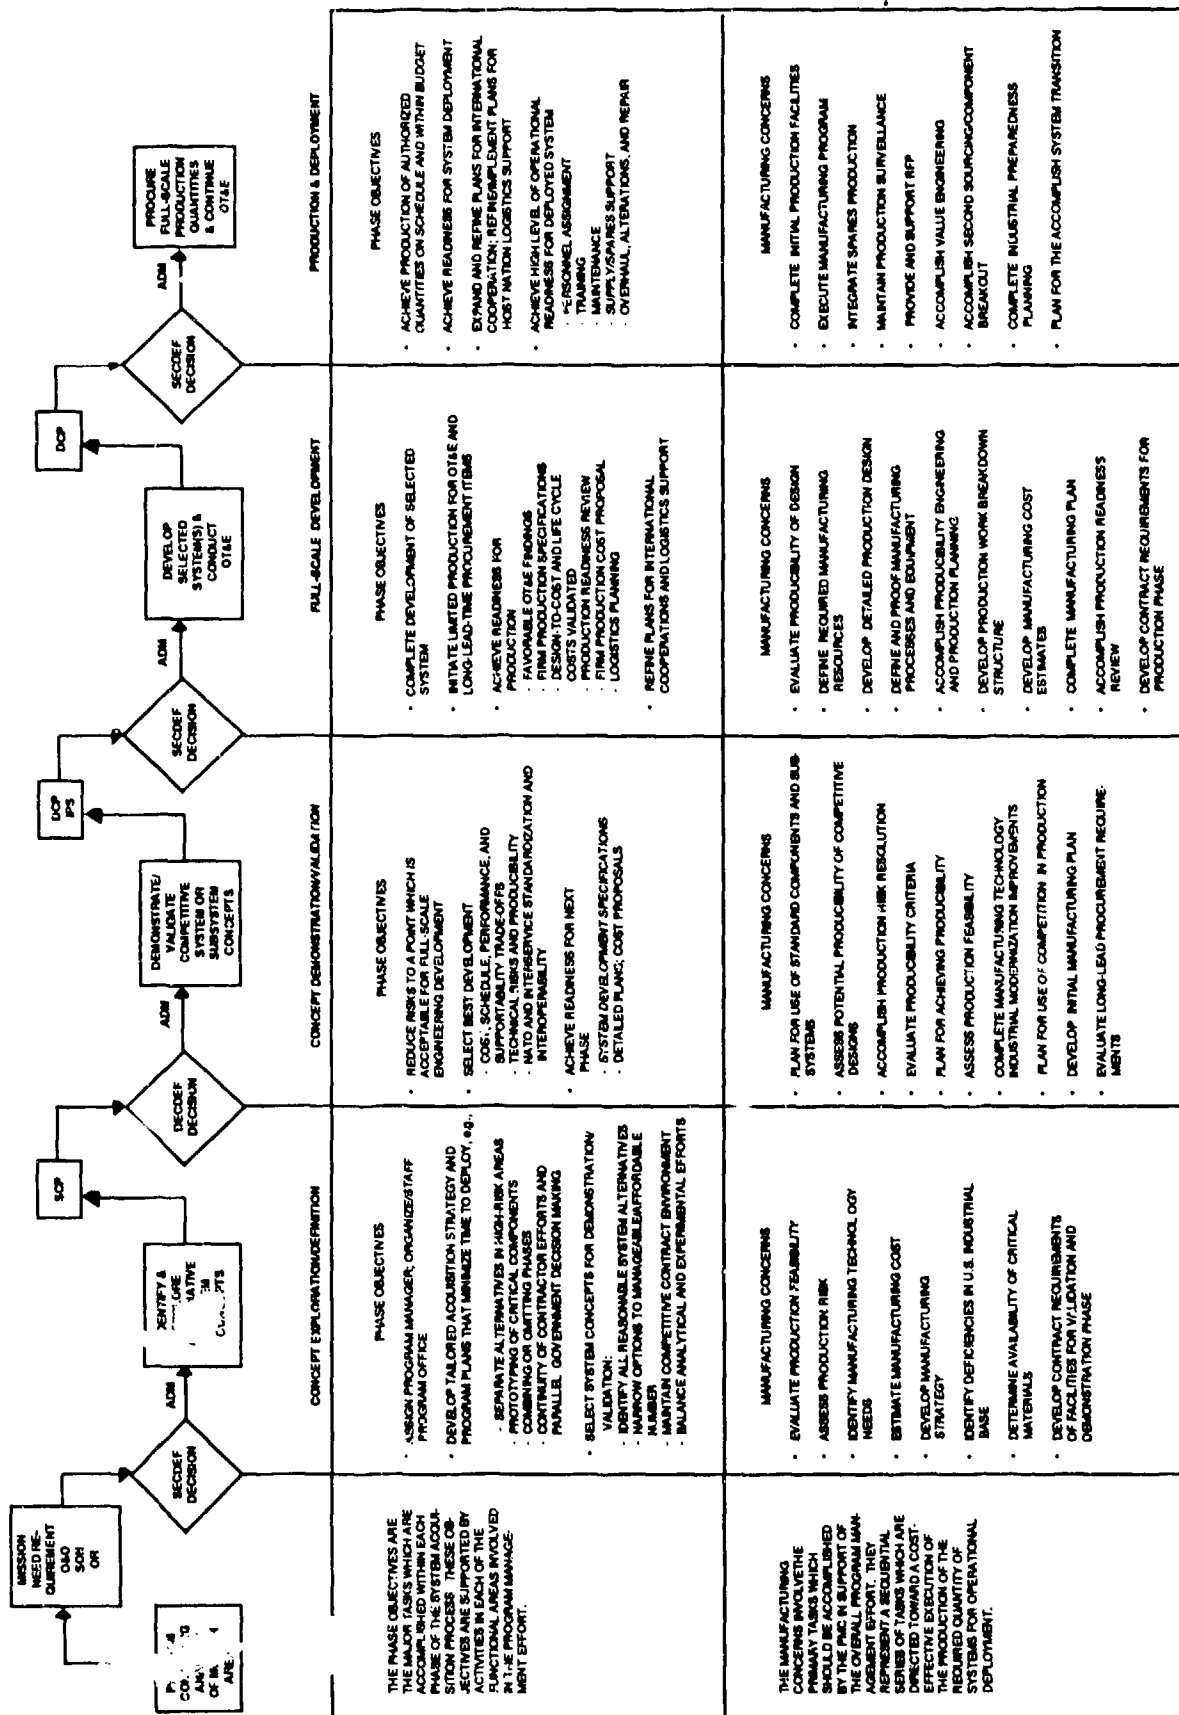 MISSION
NEED RE-
QUIREMENT
O&O
SON
OR
SECDEF
DECISION
ADM
CONCEPTS
SCP
DECDEF
DECISION
ADM
DEMONSTRATE/
VALIDATE
COMPETITIVE
SYSTEM OR
SUBSYSTEM
CONCEPTS
DCP
IPS
SECDEF
DECISION
ADM
DEVELOP
SELECTED
SYSTEM(S) &
CONDUCT
OT&E
DCP
SECDEF
DECISION
ADM
PROCURE
FULL-SCALE
PRODUCTION
QUANTITIES
& CONTINUE
OT&E
CONCEPT EXPLORATION/DEFINITION
CONCEPT DEMONSTRATION/VALIDATION
FULL-SCALE DEVELOPMENT
PRODUCTION & DEPLOYMENT
THE PHASE OBJECTIVES ARE
THE MAJOR TASKS WHICH ARE
ACCOMPLISHED WITHIN EACH
PHASE OF THE SYSTEM ACQUI-
SITION PROCESS THESE OB-
JECTIVES ARE SUPPORTED BY
ACTIVITIES IN EACH OF THE
FUNCTIONAL AREAS INVOLVED
IN THE PROGRAM MANAGE-
MENT EFFORT.
PHASE OBJECTIVES
· ASSIGN PROGRAM MANAGER; ORGANIZE/STAFF
PROGRAM OFFICE
· DEVELOP TAILORED ACQUISITION STRATEGY AND
PROGRAM PLANS THAT MINIMIZE TIME TO DEPLOY, e.g.,
- SEPARATE ALTERNATIVES IN HIGH-RISK AREAS
- PROTOTYPING OF CRITICAL COMPONENTS
- COMBINING OR OMITTING PHASES
- CONTINUITY OF CONTRACTOR EFFORTS AND
PARALLEL GOVERNMENT DECISION MAKING
· SELECT SYSTEM CONCEPTS FOR DEMONSTRATION/
VALIDATION:
- IDENTIFY ALL REASONABLE SYSTEM ALTERNATIVES
- NARROW OPTIONS TO MANAGEABLE/AFFORDABLE
NUMBER
- MAINTAIN COMPETITIVE CONTRACT ENVIRONMENT
- BALANCE ANALYTICAL AND EXPERIMENTAL EFFORTS
PHASE OBJECTIVES
· REDUCE RISKS TO A POINT WHICH IS
ACCEPTABLE FOR FULL-SCALE
ENGINEERING DEVELOPMENT
· SELECT BEST DEVELOPMENT
- COST, SCHEDULE, PERFORMANCE, AND
SUPPORTABILITY TRADE-OFFS
- TECHNICAL RISKS AND PRODUCIBILITY
- NATO AND INTERSERVICE STANDARDIZATION AND
INTEROPERABILITY
· ACHIEVE READINESS FOR NEXT
PHASE
- SYSTEM DEVELOPMENT SPECIFICATIONS
- DETAILED PLANS; COST PROPOSALS
PHASE OBJECTIVES
· COMPLETE DEVELOPMENT OF SELECTED
SYSTEM
· INITIATE LIMITED PRODUCTION FOR OT&E AND
LONG-LEAD-TIME PROCUREMENT ITEMS
· ACHIEVE READINESS FOR
PRODUCTION
- FAVORABLE OT&E FINDINGS
- FIRM PRODUCTION SPECIFICATIONS
- DESIGN-TO-COST AND LIFE CYCLE
COSTS VALIDATED
- PRODUCTION READINESS REVIEW
- FIRM PRODUCTION COST PROPOSAL
- LOGISTICS PLANNING
· REFINE PLANS FOR INTERNATIONAL
COOPERATIONS AND LOGISTICS SUPPORT
PHASE OBJECTIVES
· ACHIEVE PRODUCTION OF AUTHORIZED
QUANTITIES ON SCHEDULE AND WITHIN BUDGET
· ACHIEVE READINESS FOR SYSTEM DEPLOYMENT
· EXPAND AND REFINE PLANS FOR INTERNATIONAL
COOPERATION; REFINE/IMPLEMENT PLANS FOR
HOST NATION LOGISTICS SUPPORT
· ACHIEVE HIGH LEVEL OF OPERATIONAL
READINESS FOR DEPLOYED SYSTEM
- PERSONNEL ASSIGNMENT
- TRAINING
- MAINTENANCE
- SUPPLY/SPARES SUPPORT
- OVERHAUL, ALTERATIONS, AND REPAIR
THE MANUFACTURING
CONCERNS INVOLVE THE
PRIMARY TASKS WHICH
SHOULD BE ACCOMPLISHED
BY THE PMC IN SUPPORT OF
THE OVERALL PROGRAM MAN-
AGEMENT EFFORT. THEY
REPRESENT A SEQUENTIAL
SERIES OF TASKS WHICH ARE
DIRECTED TOWARD A COST-
EFFECTIVE EXECUTION OF
THE PRODUCTION OF THE
REQUIRED QUANTITY OF
SYSTEMS FOR OPERATIONAL
DEPLOYMENT.
MANUFACTURING CONCERNS
· EVALUATE PRODUCTION FEASIBILITY
· ASSESS PRODUCTION RISK
· IDENTIFY MANUFACTURING TECHNOLOGY
NEEDS
· ESTIMATE MANUFACTURING COST
· DEVELOP MANUFACTURING
STRATEGY
· IDENTIFY DEFICIENCIES IN U.S. INDUSTRIAL
BASE
· DETERMINE AVAILABILITY OF CRITICAL
MATERIALS
· DEVELOP CONTRACT REQUIREMENTS
OF FACILITIES FOR VALIDATION AND
DEMONSTRATION PHASE
MANUFACTURING CONCERNS
· PLAN FOR USE OF STANDARD COMPONENTS AND SUB-
SYSTEMS
· ASSESS POTENTIAL PRODUCIBILITY OF COMPETITIVE
DESIGNS
· ACCOMPLISH PRODUCTION-RISK RESOLUTION
· EVALUATE PRODUCIBILITY CRITERIA
· PLAN FOR ACHIEVING PRODUCIBILITY
· ASSESS PRODUCTION FEASIBILITY
· COMPLETE MANUFACTURING TECHNOLOGY
INDUSTRIAL MODERNIZATION IMPROVEMENTS
· PLAN FOR USE OF COMPETITION IN PRODUCTION
· DEVELOP INITIAL MANUFACTURING PLAN
· EVALUATE LONG-LEAD PROCUREMENT REQUIRE-
MENTS
MANUFACTURING CONCERNS
· EVALUATE PRODUCIBILITY OF DESIGN
· DEFINE REQUIRED MANUFACTURING
RESOURCES
· DEVELOP DETAILED PRODUCTION DESIGN
· DEFINE AND PROOF MANUFACTURING
PROCESSES AND EQUIPMENT
· ACCOMPLISH PRODUCIBILITY ENGINEERING
AND PRODUCTION PLANNING
· DEVELOP PRODUCTION WORK BREAKDOWN
STRUCTURE
· DEVELOP MANUFACTURING COST
ESTIMATES
· COMPLETE MANUFACTURING PLAN
· ACCOMPLISH PRODUCTION READINESS
REVIEW
· DEVELOP CONTRACT REQUIREMENTS FOR
PRODUCTION PHASE
MANUFACTURING CONCERNS
· COMPLETE INITIAL PRODUCTION FACILITIES
· EXECUTE MANUFACTURING PROGRAM
· INTEGRATE SPARES PRODUCTION
· MAINTAIN PRODUCTION SURVEILLANCE
· PROVIDE AND SUPPORT RFP
· ACCOMPLISH VALUE ENGINEERING
· ACCOMPLISH SECOND SOURCING/COMPONENT
BREAKOUT
· COMPLETE INDUSTRIAL PREPAREDNESS
PLANNING
· PLAN FOR THE ACCOMPLISH SYSTEM TRANSITION